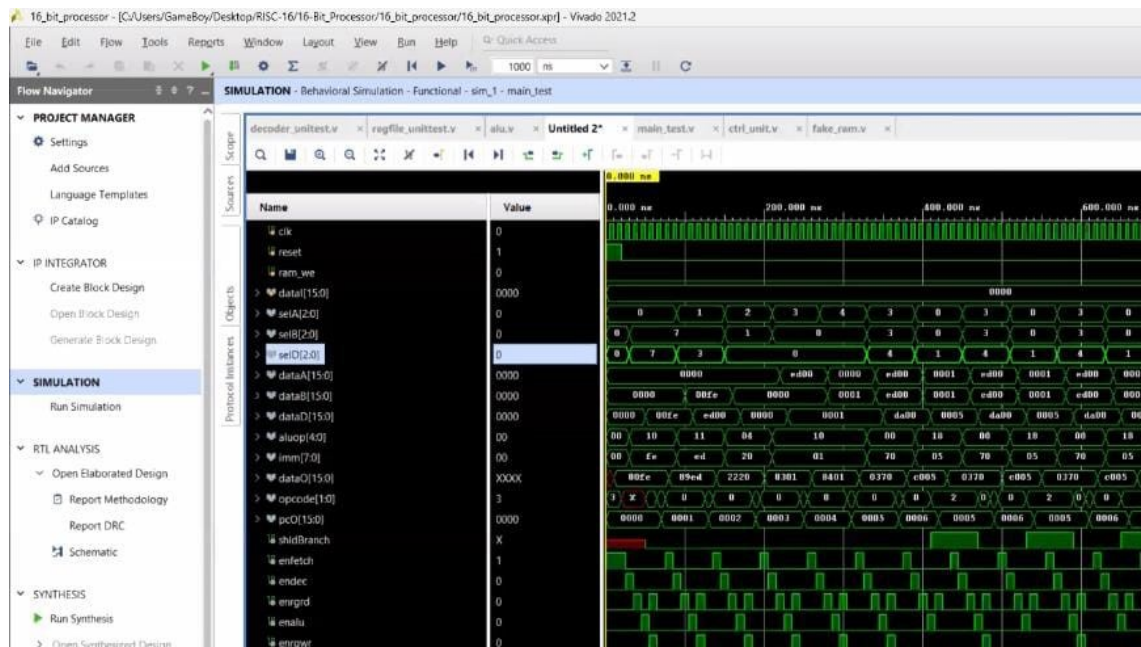 16_bit_processor - [C:/Users/GameBoy/Desktop/RISC-16/16-Bit_Processor/16_bit_processor/16_bit_processor.xpr] - Vivado 2021.2
File Edit Flow Tools Reports Window Layout View Run Help Quick Access
1000 ns
Flow Navigator
SIMULATION - Behavioral Simulation - Functional - sim_1 - main_test
PROJECT MANAGER
Settings
Add Sources
Language Templates
IP Catalog
IP INTEGRATOR
Create Block Design
Open Block Design
Generate Block Design
SIMULATION
Run Simulation
RTL ANALYSIS
Open Elaborated Design
Report Methodology
Report DRC
Schematic
SYNTHESIS
Run Synthesis
Open Synthesized Design
Scope
Sources
Objects
Protocol Instances
decoder_unitest.v regfile_unittest.v alu.v Untitled 2* main_test.v ctrl_unit.v fake_ram.v
0.000 ns
Name Value 0.000 ns 200.000 ns 400.000 ns 600.000 ns
clk 0
reset 1
ram_we 0
dataI[15:0] 0000 0000
selA[2:0] 0 0 1 2 3 4 3 0 3 0 3 0
selB[2:0] 0 0 7 1 0 3 0 3 0 3 0
selD[2:0] 0 0 7 3 0 4 1 4 1 4 1
dataA[15:0] 0000 0000 ed00 0000 ed00 0001 ed00 0001 ed00
dataB[15:0] 0000 0000 00fe 0000 0001 ed00 0001 ed00 0001 ed00
dataD[15:0] 0000 0000 00fe ed00 0000 0001 da00 0005 da00 0005 da00
aluop[4:0] 00 00 10 11 04 10 00 10 00 10 00 10
imm[7:0] 00 00 fe ed 20 01 70 05 70 05 70 05
dataO[15:0] XXXX 80fe 89ed 2220 8301 8401 0370 c005 0370 c005 0370 c005
opcode[1:0] 3 3 X 0 0 0 0 0 0 2 0 0 2 0 0
pcO[15:0] 0000 0000 0001 0002 0003 0004 0005 0006 0005 0006 0005 0006
shldBranch X
enfetch 1
endec 0
enrgrd 0
enalu 0
enrgwr 0